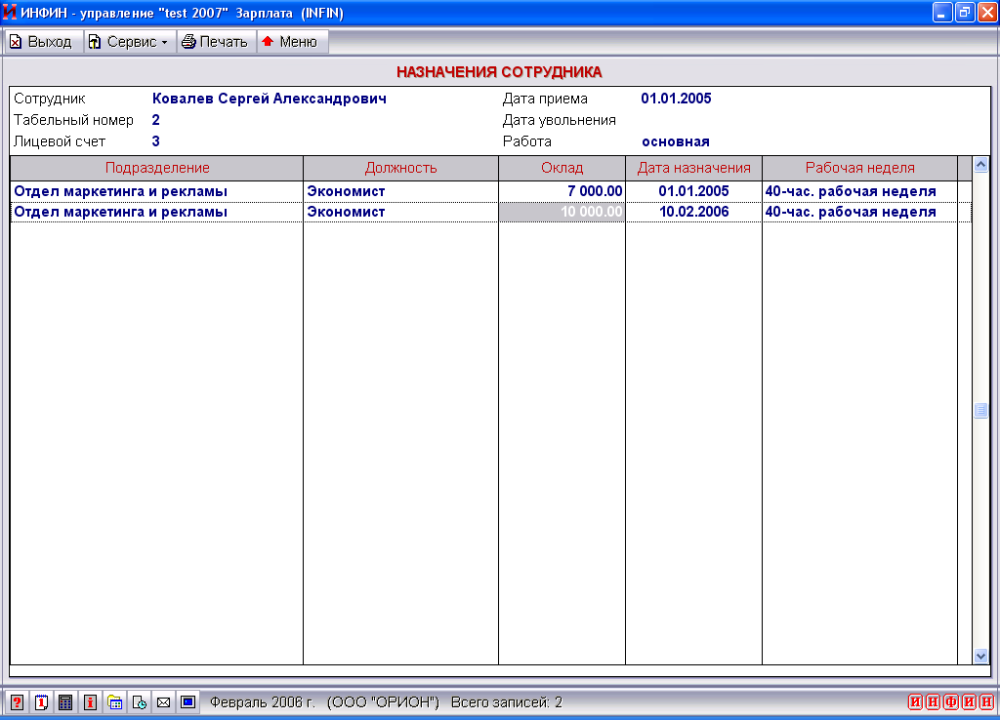 ИНФИН - управление "test 2007" Зарплата (INFIN)
Выход Сервис Печать Меню
НАЗНАЧЕНИЯ СОТРУДНИКА
Сотрудник Ковалев Сергей Александрович Дата приема 01.01.2005
Табельный номер 2 Дата увольнения
Лицевой счет 3 Работа основная
Подразделение Должность Оклад Дата назначения Рабочая неделя
Отдел маркетинга и рекламы Экономист 7 000.00 01.01.2005 40-час. рабочая неделя
Отдел маркетинга и рекламы Экономист 10 000.00 10.02.2006 40-час. рабочая неделя
Февраль 2006 г. (ООО "ОРИОН") Всего записей: 2 ИНФИН